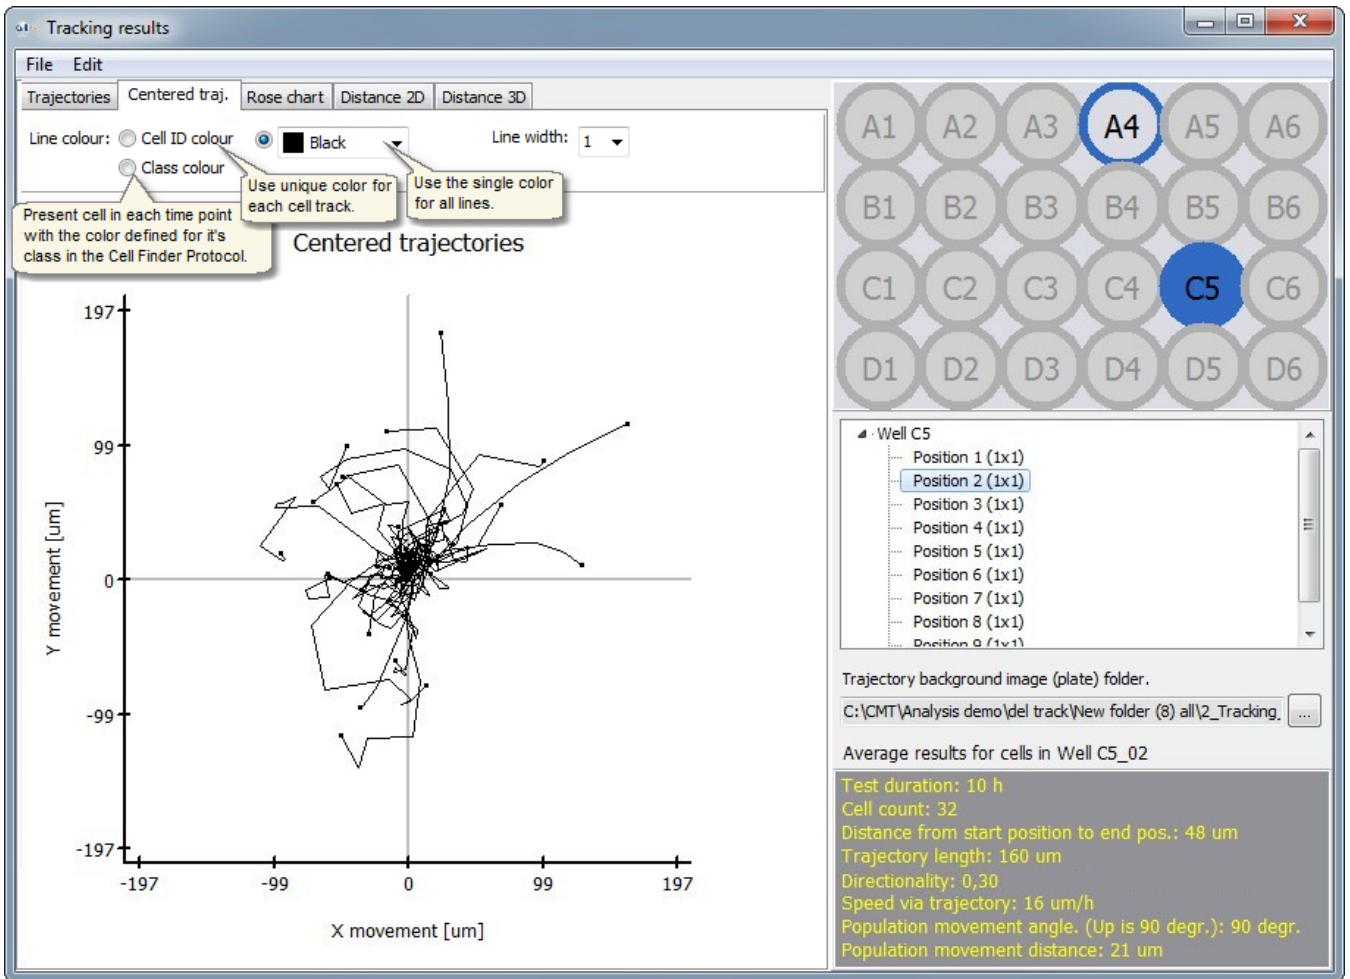 Tracking results
File Edit
Trajectories Centered traj. Rose chart Distance 2D Distance 3D
Line colour: Cell ID colour Black Line width: 1
Class colour
Use unique color for
each cell track.
Use the single color
for all lines.
Present cell in each time point
with the color defined for it's
class in the Cell Finder Protocol.
Centered trajectories
197
99
0
-99
-197
Y movement [um]
-197 -99 0 99 197
X movement [um]
A1 A2 A3 A4 A5 A6
B1 B2 B3 B4 B5 B6
C1 C2 C3 C4 C5 C6
D1 D2 D3 D4 D5 D6
Well C5
Position 1 (1x1)
Position 2 (1x1)
Position 3 (1x1)
Position 4 (1x1)
Position 5 (1x1)
Position 6 (1x1)
Position 7 (1x1)
Position 8 (1x1)
Position 9 (1x1)
Trajectory background image (plate) folder.
C:\CMT\Analysis demo\del track\New folder (8) all\2_Tracking_ ...
Average results for cells in Well C5_02
Test duration: 10 h
Cell count: 32
Distance from start position to end pos.: 48 um
Trajectory length: 160 um
Directionality: 0,30
Speed via trajectory: 16 um/h
Population movement angle. (Up is 90 degr.): 90 degr.
Population movement distance: 21 um